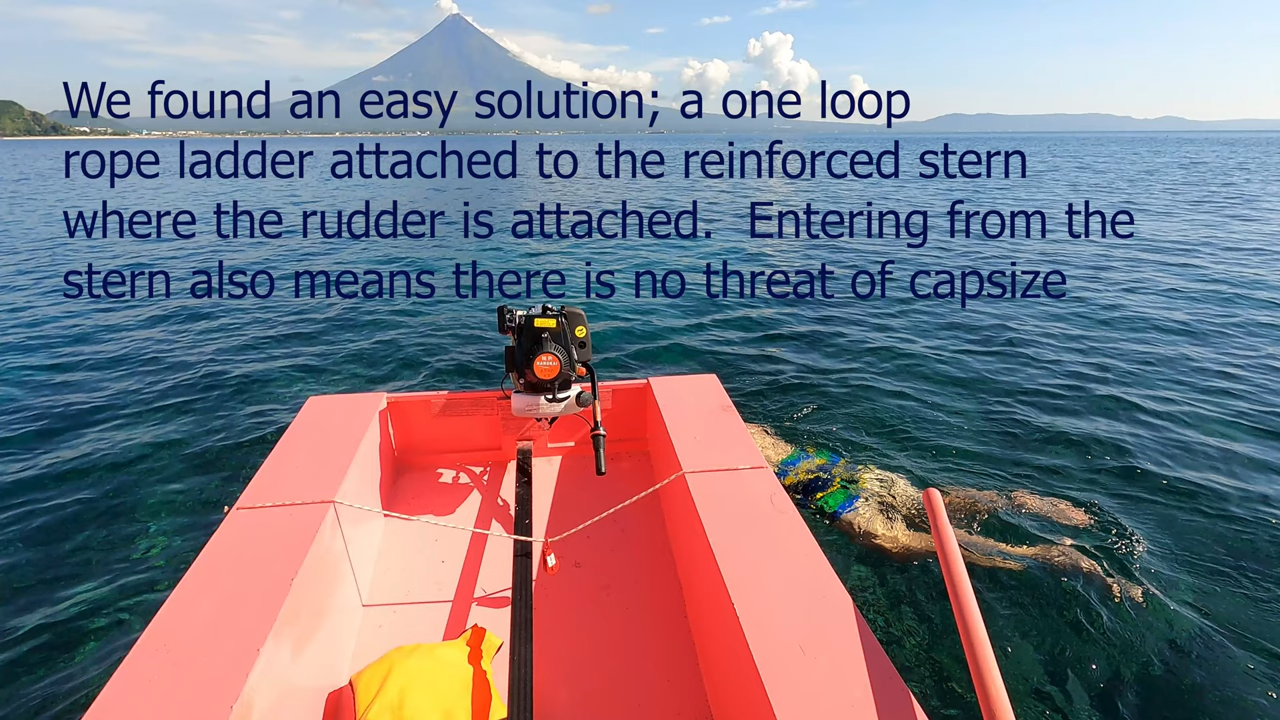 We found an easy solution; a one loop
rope ladder attached to the reinforced stern
where the rudder is attached.  Entering from the
stern also means there is no threat of capsize